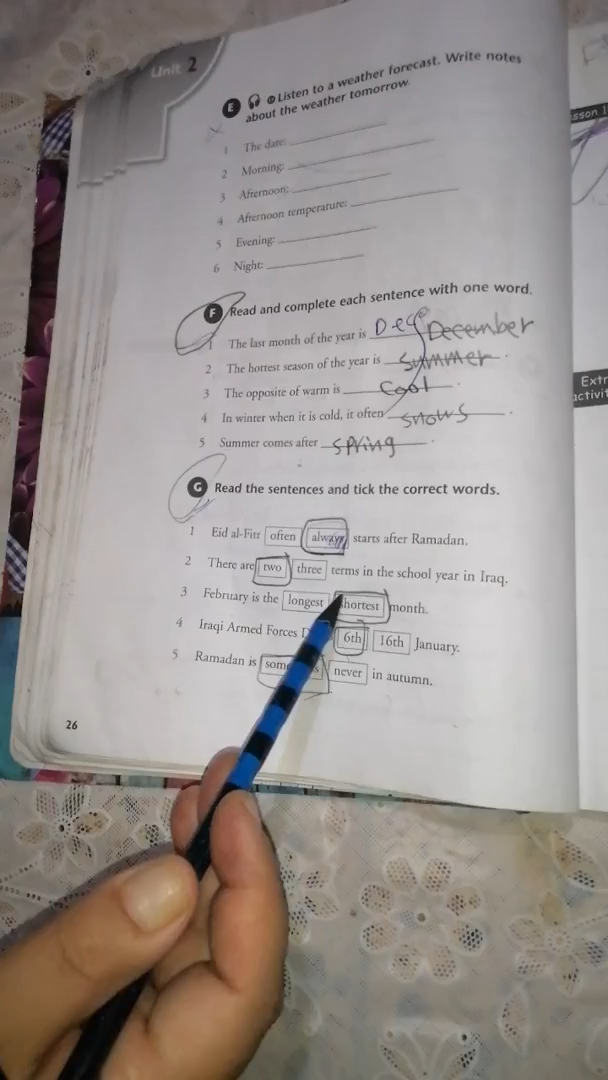 Unit 2
E Listen to a weather forecast. Write notes
about the weather tomorrow.
1 The date:
2 Morning:
3 Afternoon:
4 Afternoon temperature:
5 Evening:
6 Night:
F Read and complete each sentence with one word.
1 The last month of the year is Dece December
2 The hottest season of the year is summer.
3 The opposite of warm is cool.
4 In winter when it is cold, it often snows.
5 Summer comes after spring.
G Read the sentences and tick the correct words.
1 Eid al-Fitr often always starts after Ramadan.
2 There are two three terms in the school year in Iraq.
3 February is the longest shortest month.
4 Iraqi Armed Forces 6th 16th January.
5 Ramadan is never in autumn.
26
sson 1
Extr
activit